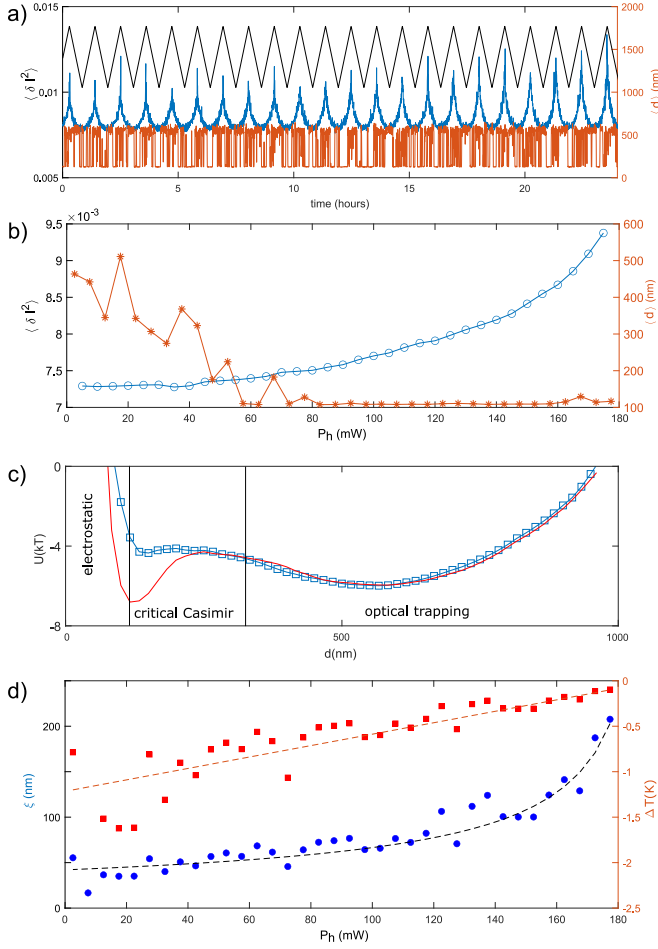 a)
0.015
0.01
0.005
⟨ δ I²⟩
2000
1500
1000
500
0
⟨d⟩ (nm)
0
5
10
15
20
time (hours)
b)
×10⁻³
9.5
9
8.5
8
7.5
7
⟨ δ I²⟩
600
500
400
300
200
100
⟨d⟩ (nm)
0 20 40 60 80 100 120 140 160 180
Pₕ (mW)
c)
0
-4
-8
U(kT)
electrostatic
critical Casimir
optical trapping
0
500
1000
d(nm)
d)
200
100
0
ξ (nm)
0
-0.5
-1
-1.5
-2
-2.5
Δ T(K)
0 20 40 60 80 100 120 140 160 180
Pₕ (mW)